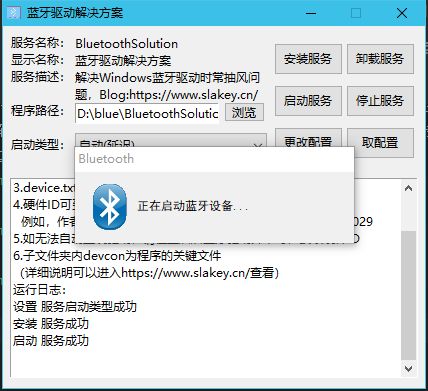 蓝牙驱动解决方案
服务名称: BluetoothSolution
显示名称: 蓝牙驱动解决方案
服务描述: 解决Windows蓝牙驱动时常抽风问
题，Blog:https://www.slakey.cn/
程序路径: D:\blue\BluetoothSolutic 浏览
启动类型: 自动(延迟)
安装服务 卸载服务
启动服务 停止服务
更改配置 取配置
Bluetooth
正在启动蓝牙设备...
3.device.txt
4.硬件ID可
例如，作者 029
5.如无法自动
6.子文件夹内devcon为程序的关键文件
（详细说明可以进入https://www.slakey.cn/查看）
运行日志:
设置 服务启动类型成功
安装 服务成功
启动 服务成功